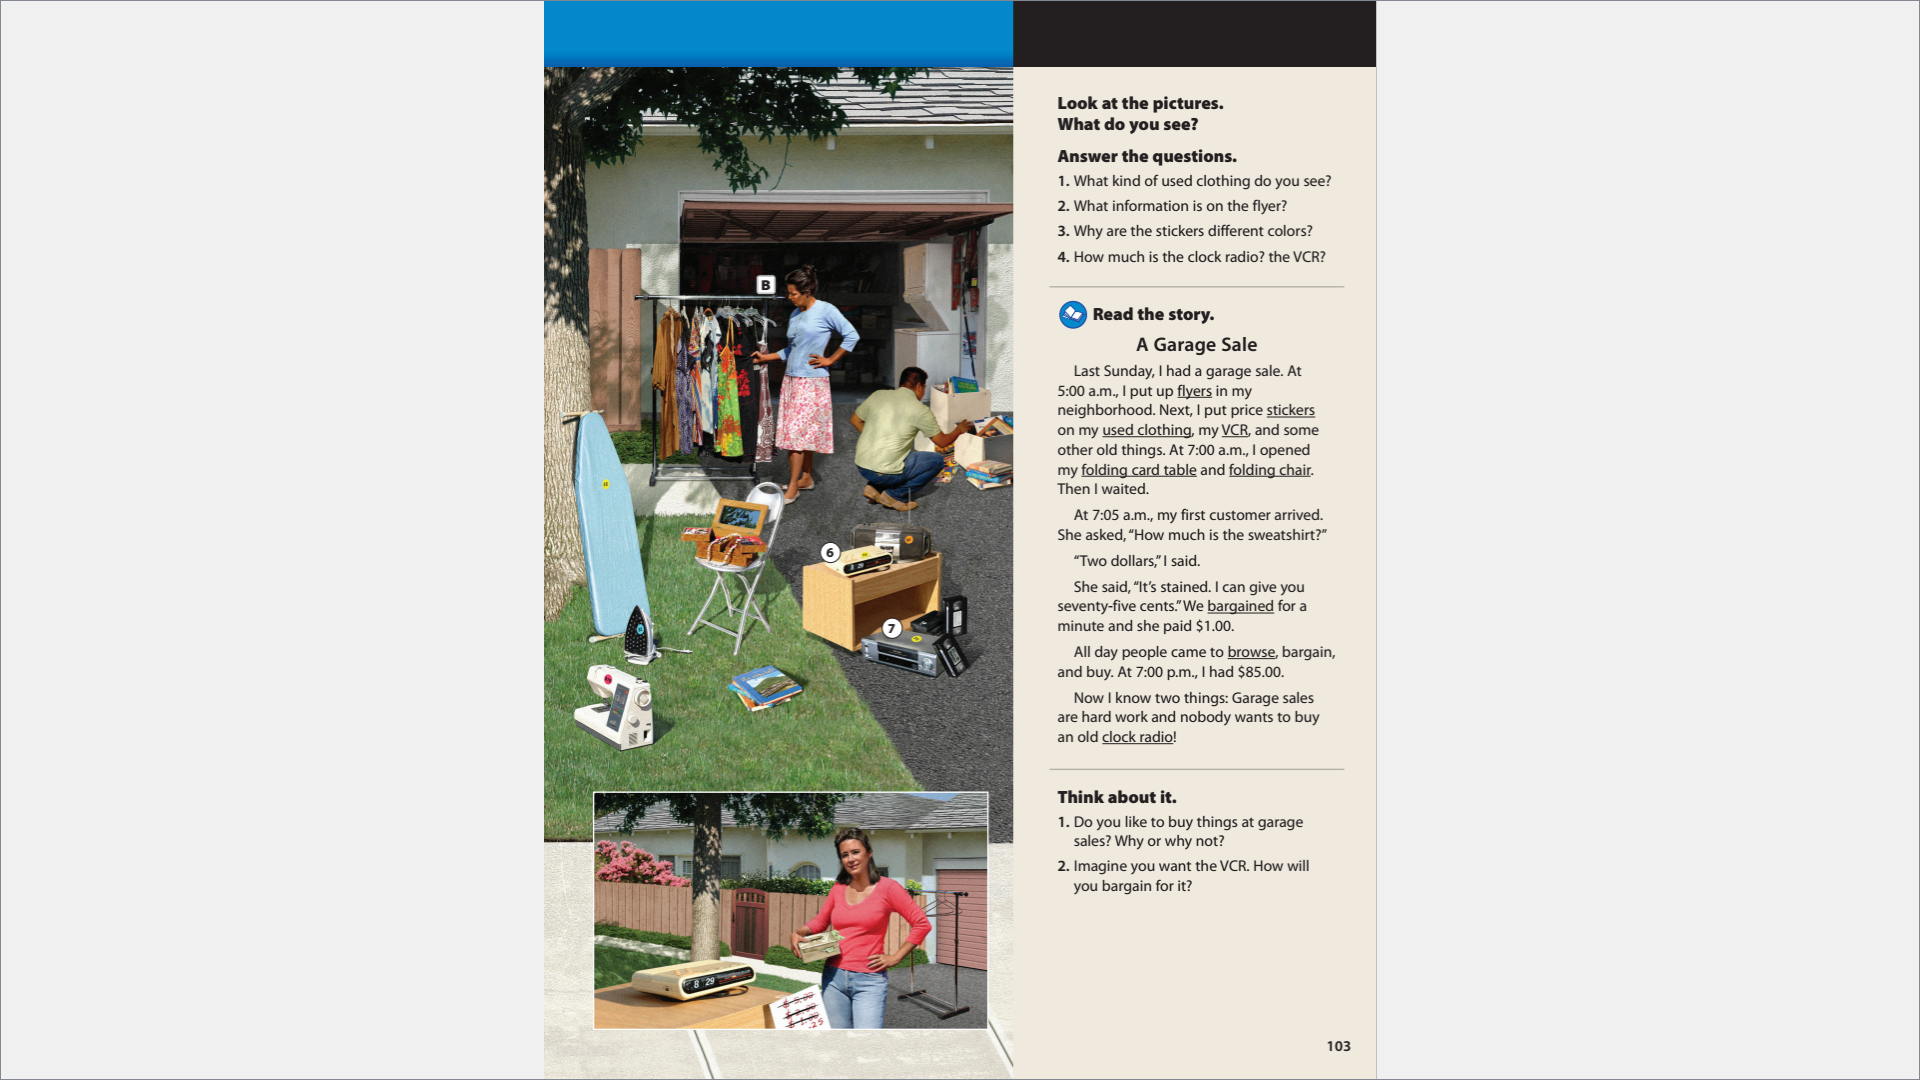 B
6
7
8 29
8 29
Look at the pictures.
What do you see?
Answer the questions.
1. What kind of used clothing do you see?
2. What information is on the flyer?
3. Why are the stickers different colors?
4. How much is the clock radio? the VCR?
Read the story.
A Garage Sale
Last Sunday, I had a garage sale. At
5:00 a.m., I put up flyers in my
neighborhood. Next, I put price stickers
on my used clothing, my VCR, and some
other old things. At 7:00 a.m., I opened
my folding card table and folding chair.
Then I waited.
At 7:05 a.m., my first customer arrived.
She asked, “How much is the sweatshirt?”
“Two dollars,” I said.
She said, “It’s stained. I can give you
seventy-five cents.” We bargained for a
minute and she paid $1.00.
All day people came to browse, bargain,
and buy. At 7:00 p.m., I had $85.00.
Now I know two things: Garage sales
are hard work and nobody wants to buy
an old clock radio!
Think about it.
1. Do you like to buy things at garage
sales? Why or why not?
2. Imagine you want the VCR. How will
you bargain for it?
103